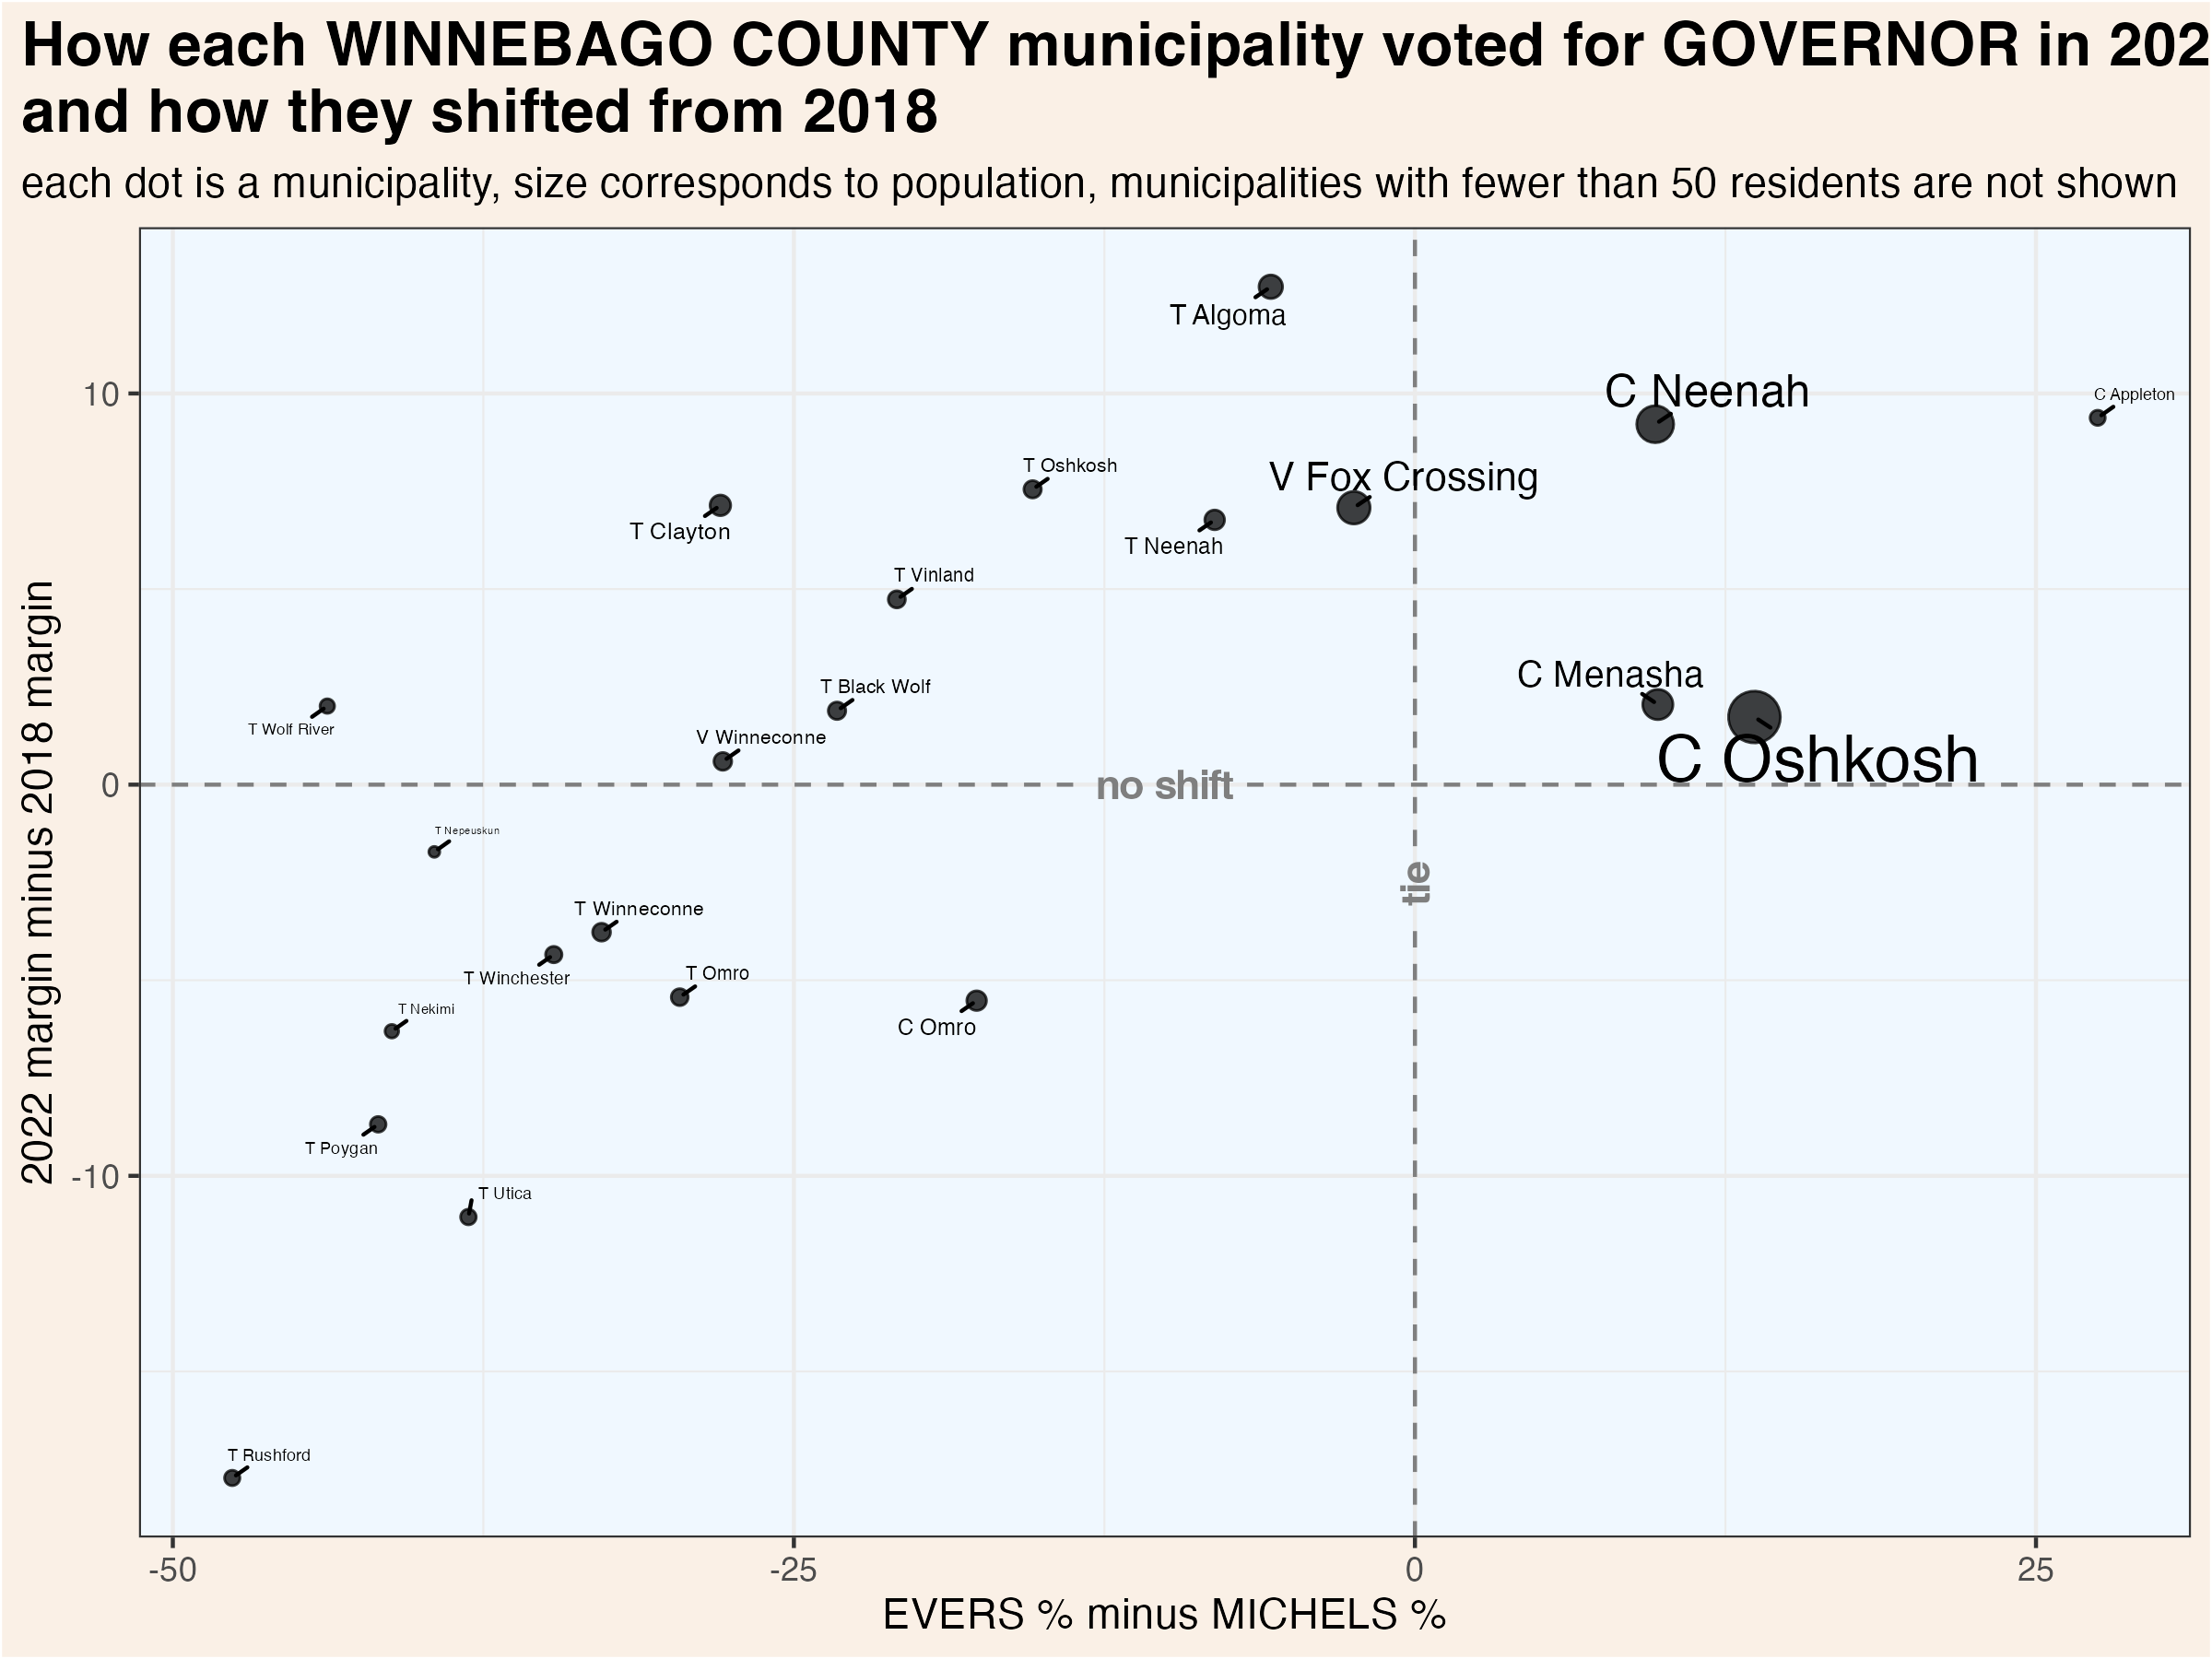 How each WINNEBAGO COUNTY municipality voted for GOVERNOR in 202
and how they shifted from 2018
each dot is a municipality, size corresponds to population, municipalities with fewer than 50 residents are not shown
T Algoma
10
C Neenah
C Appleton
T Oshkosh
V Fox Crossing
T Clayton
T Neenah
T Vinland
C Menasha
T Black Wolf
T Wolf River
V Winneconne
C Oshkosh
0
no shift
T Nepeuskun
tie
T Winneconne
T Omro
T Winchester
T Nekimi
C Omro
T Poygan
-10
T Utica
T Rushford
2022 margin minus 2018 margin
-50
-25
0
25
EVERS % minus MICHELS %